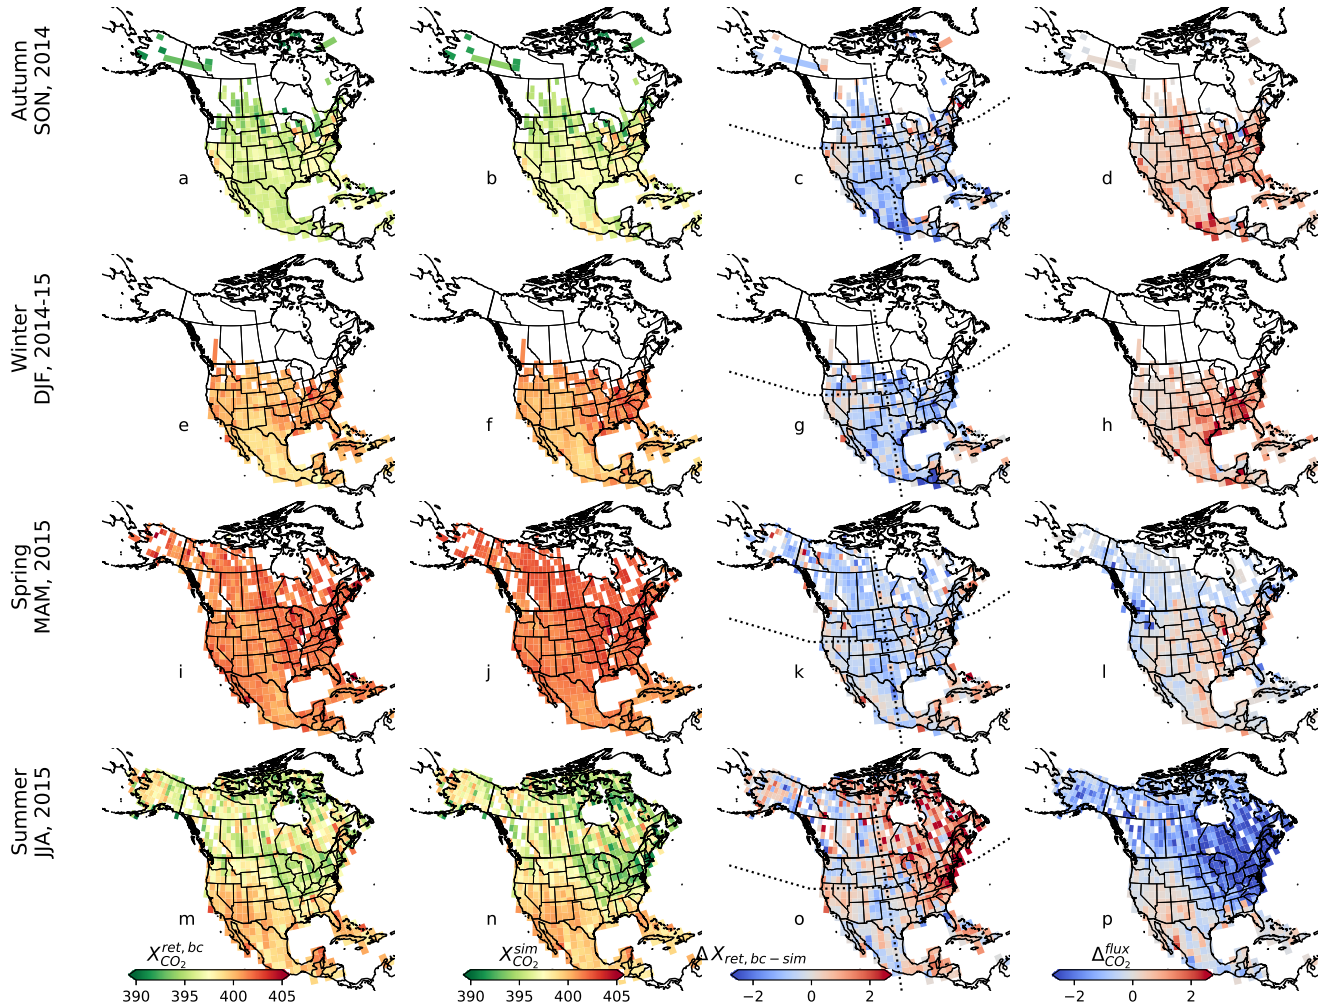 Autumn
SON, 2014
a
b
c
d
Winter
DJF, 2014-15
e
f
g
h
Spring
MAM, 2015
i
j
k
l
Summer
JJA, 2015
m
n
o
p
X^{ret, bc}_{CO_2}
X^{sim}_{CO_2}
Δ X_{ret, bc − sim}
Δ^{flux}_{CO_2}
390 395 400 405
390 395 400 405
−2 0 2
−2 0 2